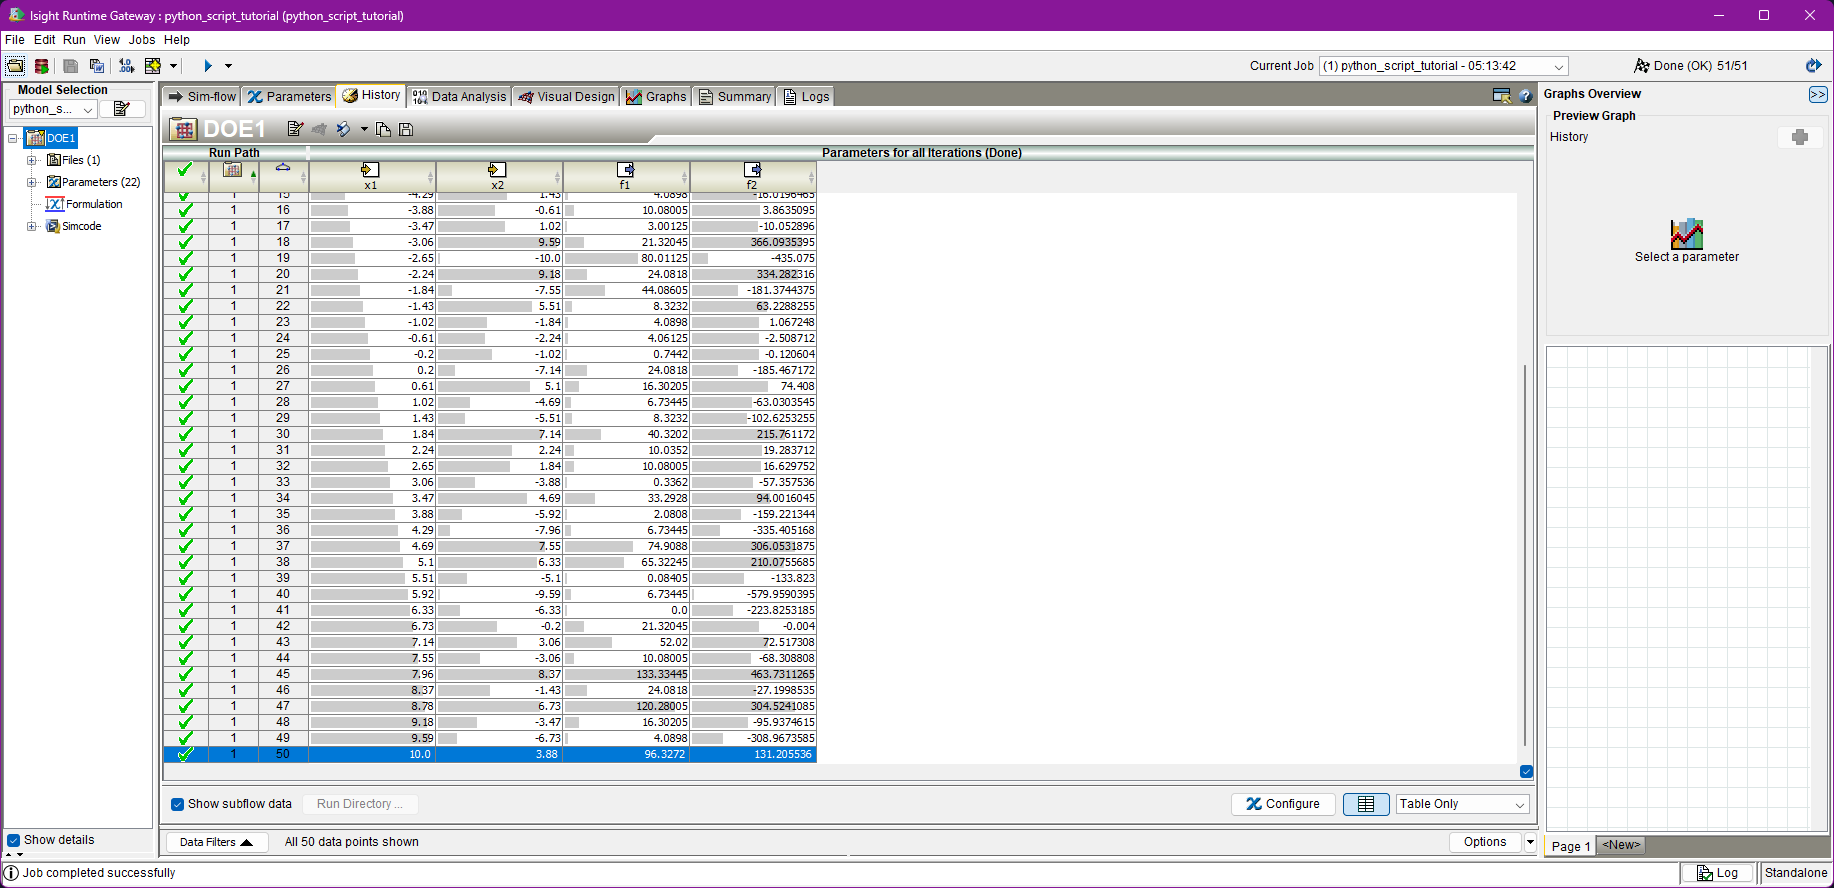 Isight Runtime Gateway : python_script_tutorial (python_script_tutorial)
File Edit Run View Jobs Help
Current Job (1) python_script_tutorial - 05:13:42 Done (OK) 51/51
Model Selection
python_s...
DOE1
Files (1)
Parameters (22)
Formulation
Simcode
Show details
Sim-flow Parameters History Data Analysis Visual Design Graphs Summary Logs
DOE1
Run Path Parameters for all Iterations (Done)
x1 x2 f1 f2
1 15 -4.29 1.43 4.0898 -16.0196465
1 16 -3.88 -0.61 10.08005 3.8635095
1 17 -3.47 1.02 3.00125 -10.052896
1 18 -3.06 9.59 21.32045 366.0935395
1 19 -2.65 -10.0 80.01125 -435.075
1 20 -2.24 9.18 24.0818 334.282316
1 21 -1.84 -7.55 44.08605 -181.3744375
1 22 -1.43 5.51 8.3232 63.2288255
1 23 -1.02 -1.84 4.0898 1.067248
1 24 -0.61 -2.24 4.06125 -2.508712
1 25 -0.2 -1.02 0.7442 -0.120604
1 26 0.2 -7.14 24.0818 -185.467172
1 27 0.61 5.1 16.30205 74.408
1 28 1.02 -4.69 6.73445 -63.0303545
1 29 1.43 -5.51 8.3232 -102.6253255
1 30 1.84 7.14 40.3202 215.761172
1 31 2.24 2.24 10.0352 19.283712
1 32 2.65 1.84 10.08005 16.629752
1 33 3.06 -3.88 0.3362 -57.357536
1 34 3.47 4.69 33.2928 94.0016045
1 35 3.88 -5.92 2.0808 -159.221344
1 36 4.29 -7.96 6.73445 -335.405168
1 37 4.69 7.55 74.9088 306.0531875
1 38 5.1 6.33 65.32245 210.0755685
1 39 5.51 -5.1 0.08405 -133.823
1 40 5.92 -9.59 6.73445 -579.9590395
1 41 6.33 -6.33 0.0 -223.8253185
1 42 6.73 -0.2 21.32045 -0.004
1 43 7.14 3.06 52.02 72.517308
1 44 7.55 -3.06 10.08005 -68.308808
1 45 7.96 8.37 133.33445 463.7311265
1 46 8.37 -1.43 24.0818 -27.1998535
1 47 8.78 6.73 120.28005 304.5241085
1 48 9.18 -3.47 16.30205 -95.9374615
1 49 9.59 -6.73 4.0898 -308.9673585
1 50 10.0 3.88 96.3272 131.205536
Show subflow data Run Directory ... Configure Table Only
Data Filters All 50 data points shown Options
Graphs Overview
>>
Preview Graph
History
Select a parameter
Page 1 <New>
Job completed successfully Log Standalone